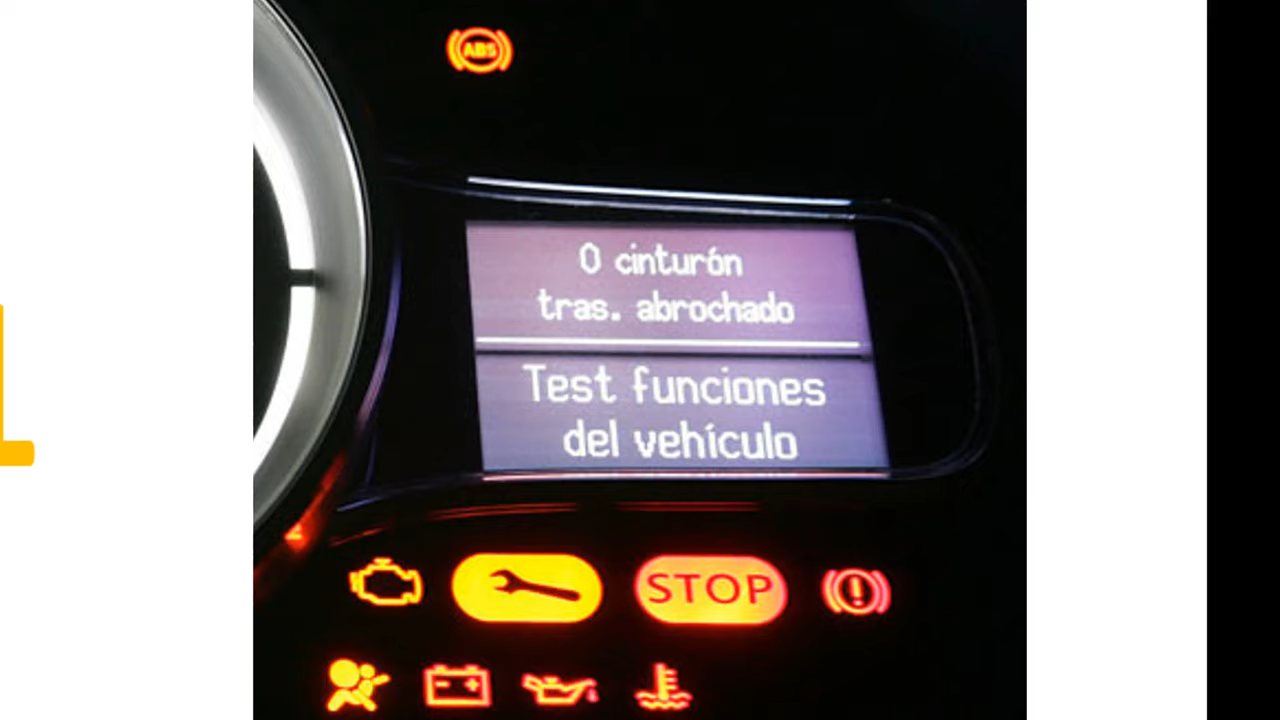 ABS
0 cinturón
tras. abrochado
Test funciones
del vehículo
STOP